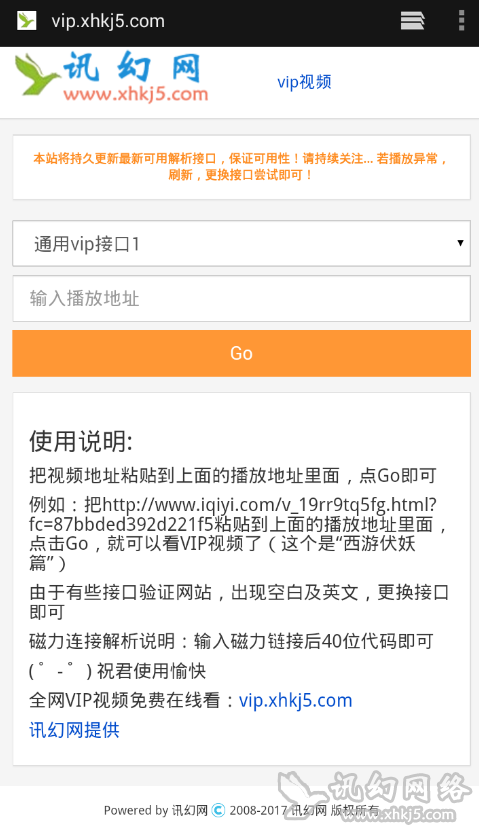 vip.xhkj5.com
讯幻网
www.xhkj5.com
vip视频
本站将持久更新最新可用解析接口，保证可用性！请持续关注... 若播放异常，
刷新，更换接口尝试即可！
通用vip接口1
输入播放地址
Go
使用说明:
把视频地址粘贴到上面的播放地址里面，点Go即可
例如：把http://www.iqiyi.com/v_19rr9tq5fg.html?
fc=87bbded392d221f5粘贴到上面的播放地址里面，
点击Go，就可以看VIP视频了（这个是“西游伏妖
篇”）
由于有些接口验证网站，出现空白及英文，更换接口
即可
磁力连接解析说明：输入磁力链接后40位代码即可
( ゜- ゜) 祝君使用愉快
全网VIP视频免费在线看：vip.xhkj5.com
讯幻网提供
Powered by 讯幻网 © 2008-2017 讯幻网 版权所有
讯幻网络
www.xhkj5.com